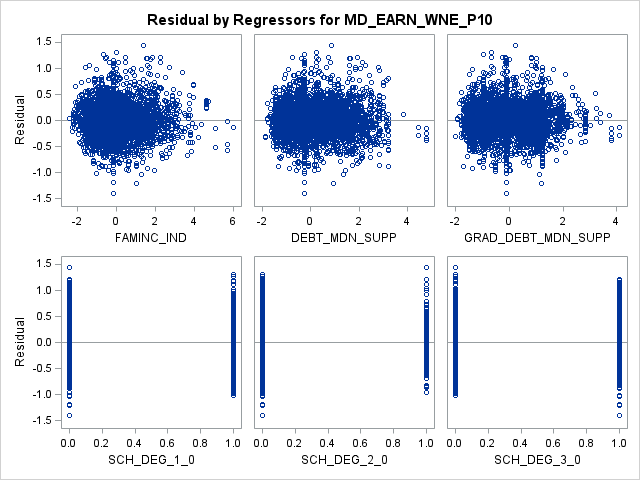 Residual by Regressors for MD_EARN_WNE_P10
Residual
1.5
1.0
0.5
0.0
-0.5
-1.0
-1.5
-2 0 2 4 6
-2 0 2 4
-2 0 2 4
FAMINC_IND
DEBT_MDN_SUPP
GRAD_DEBT_MDN_SUPP
Residual
1.5
1.0
0.5
0.0
-0.5
-1.0
-1.5
0.0 0.2 0.4 0.6 0.8 1.0
0.0 0.2 0.4 0.6 0.8 1.0
0.0 0.2 0.4 0.6 0.8 1.0
SCH_DEG_1_0
SCH_DEG_2_0
SCH_DEG_3_0